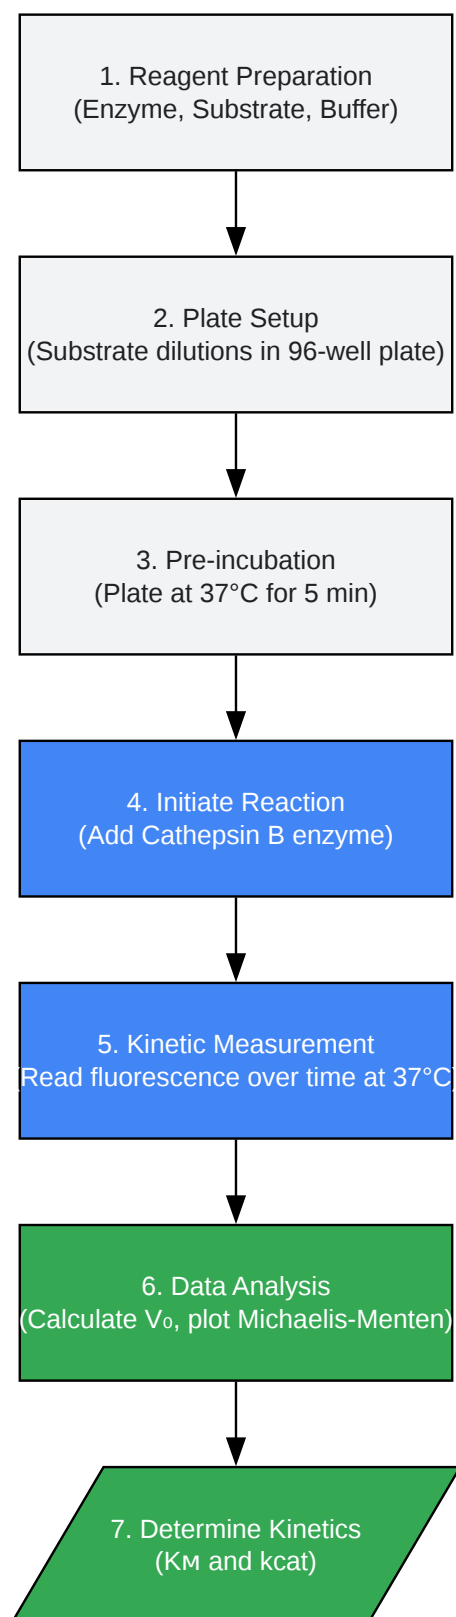 1. Reagent Preparation
(Enzyme, Substrate, Buffer)
2. Plate Setup
(Substrate dilutions in 96-well plate)
3. Pre-incubation
(Plate at 37°C for 5 min)
4. Initiate Reaction
(Add Cathepsin B enzyme)
5. Kinetic Measurement
(Read fluorescence over time at 37°C)
6. Data Analysis
(Calculate V₀, plot Michaelis-Menten)
7. Determine Kinetics
(Kᴍ and kcat)